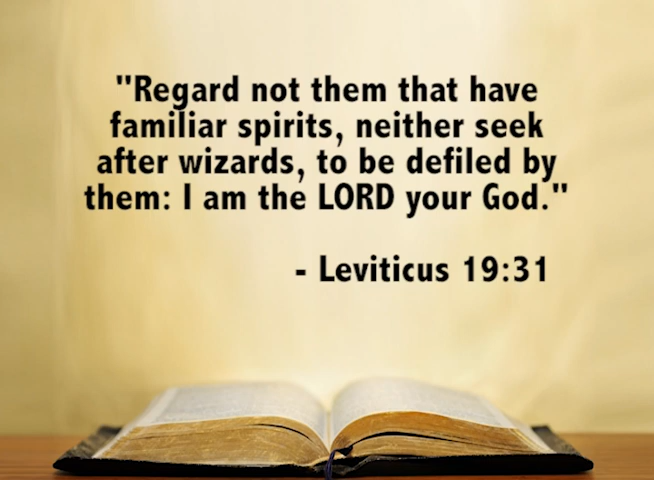 "Regard not them that have
familiar spirits, neither seek
after wizards, to be defiled by
them: I am the LORD your God."
- Leviticus 19:31